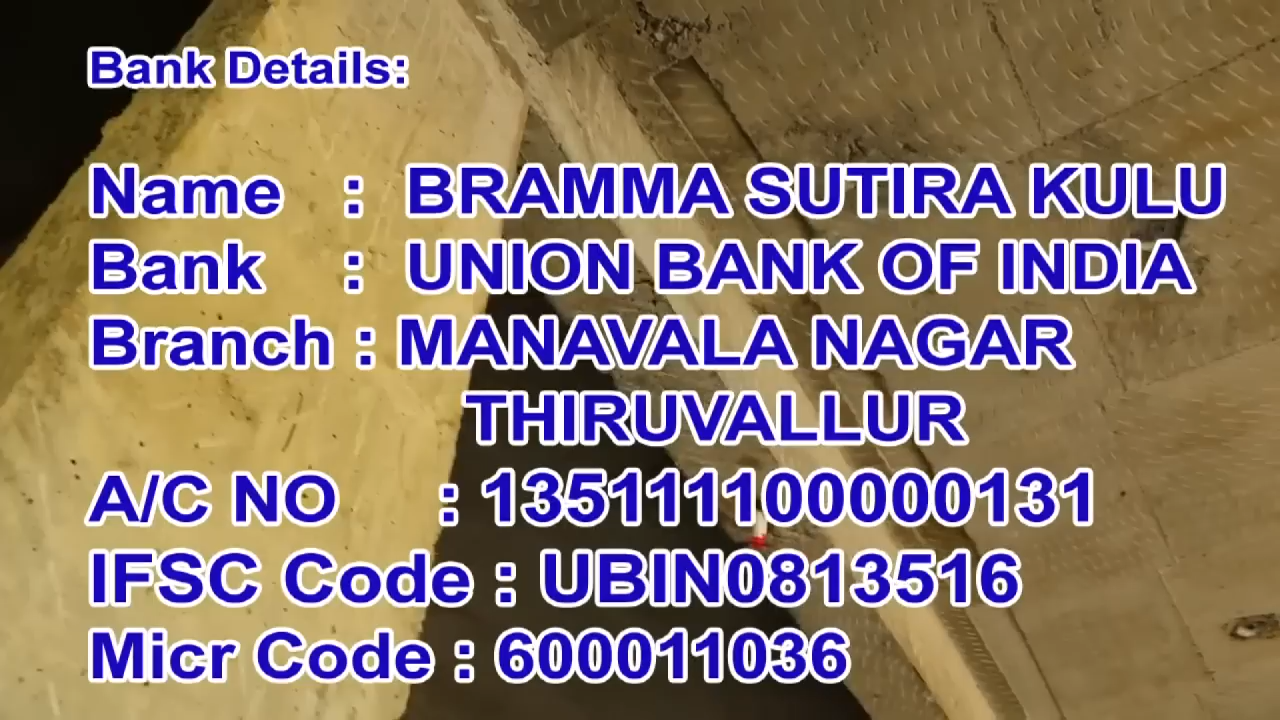 Bank Details:
Name : BRAMMA SUTIRA KULU
Bank : UNION BANK OF INDIA
Branch : MANAVALA NAGAR
THIRUVALLUR
A/C NO : 135111100000131
IFSC Code : UBIN0813516
Micr Code : 600011036